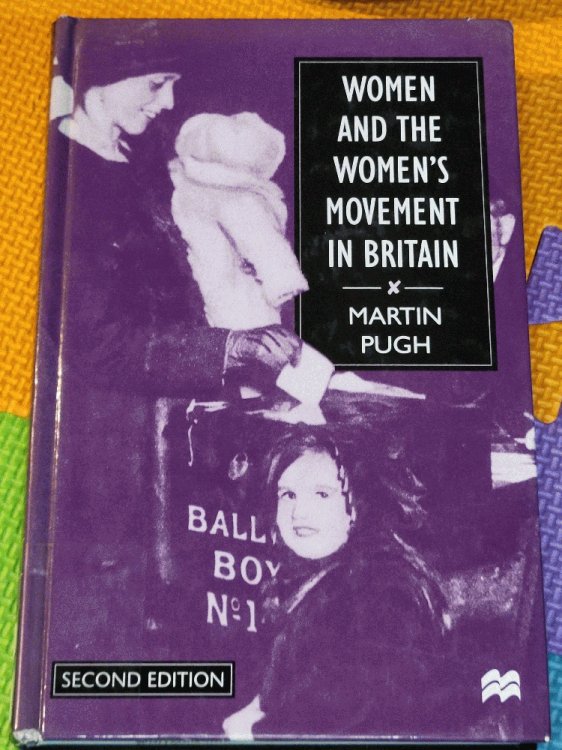 WOMEN
AND THE
WOMEN'S
MOVEMENT
IN BRITAIN
MARTIN
PUGH
BALL
BOX
Nº1
SECOND EDITION